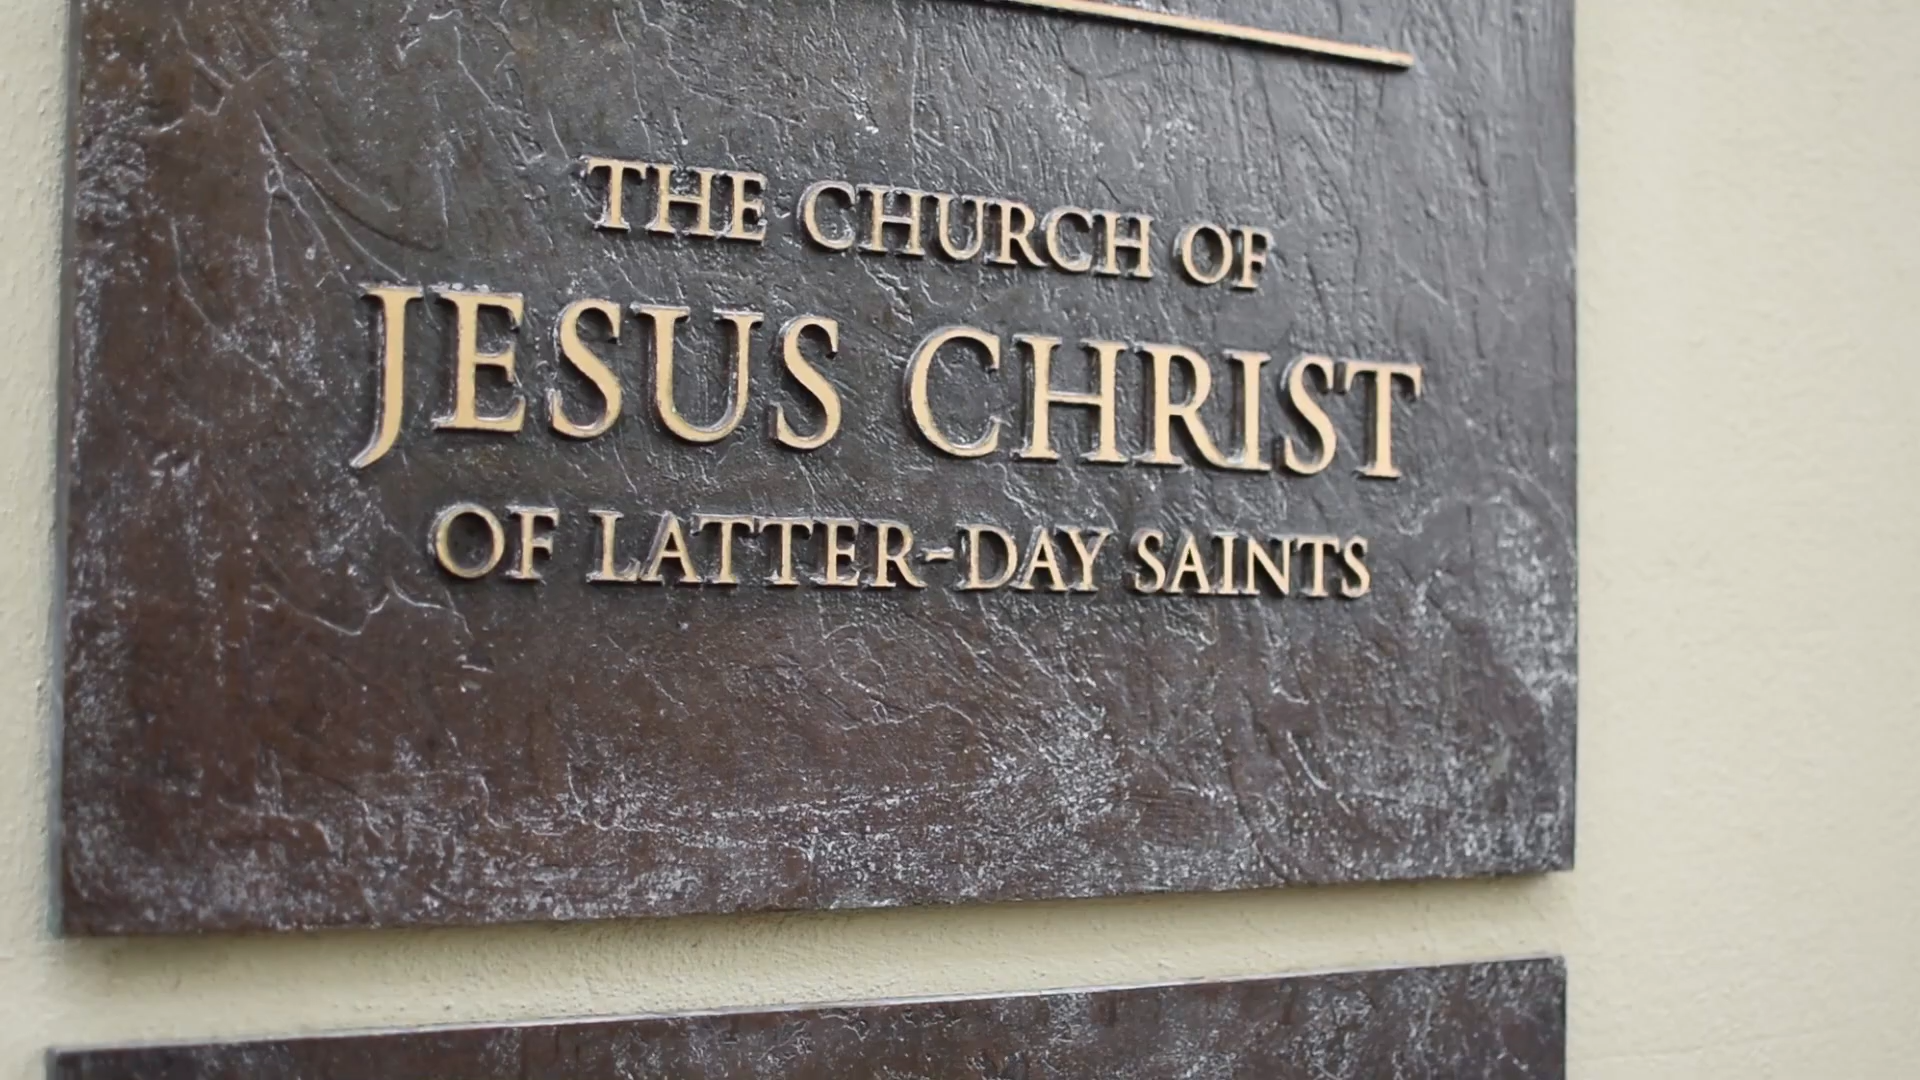 THE CHURCH OF
JESUS CHRIST
OF LATTER-DAY SAINTS